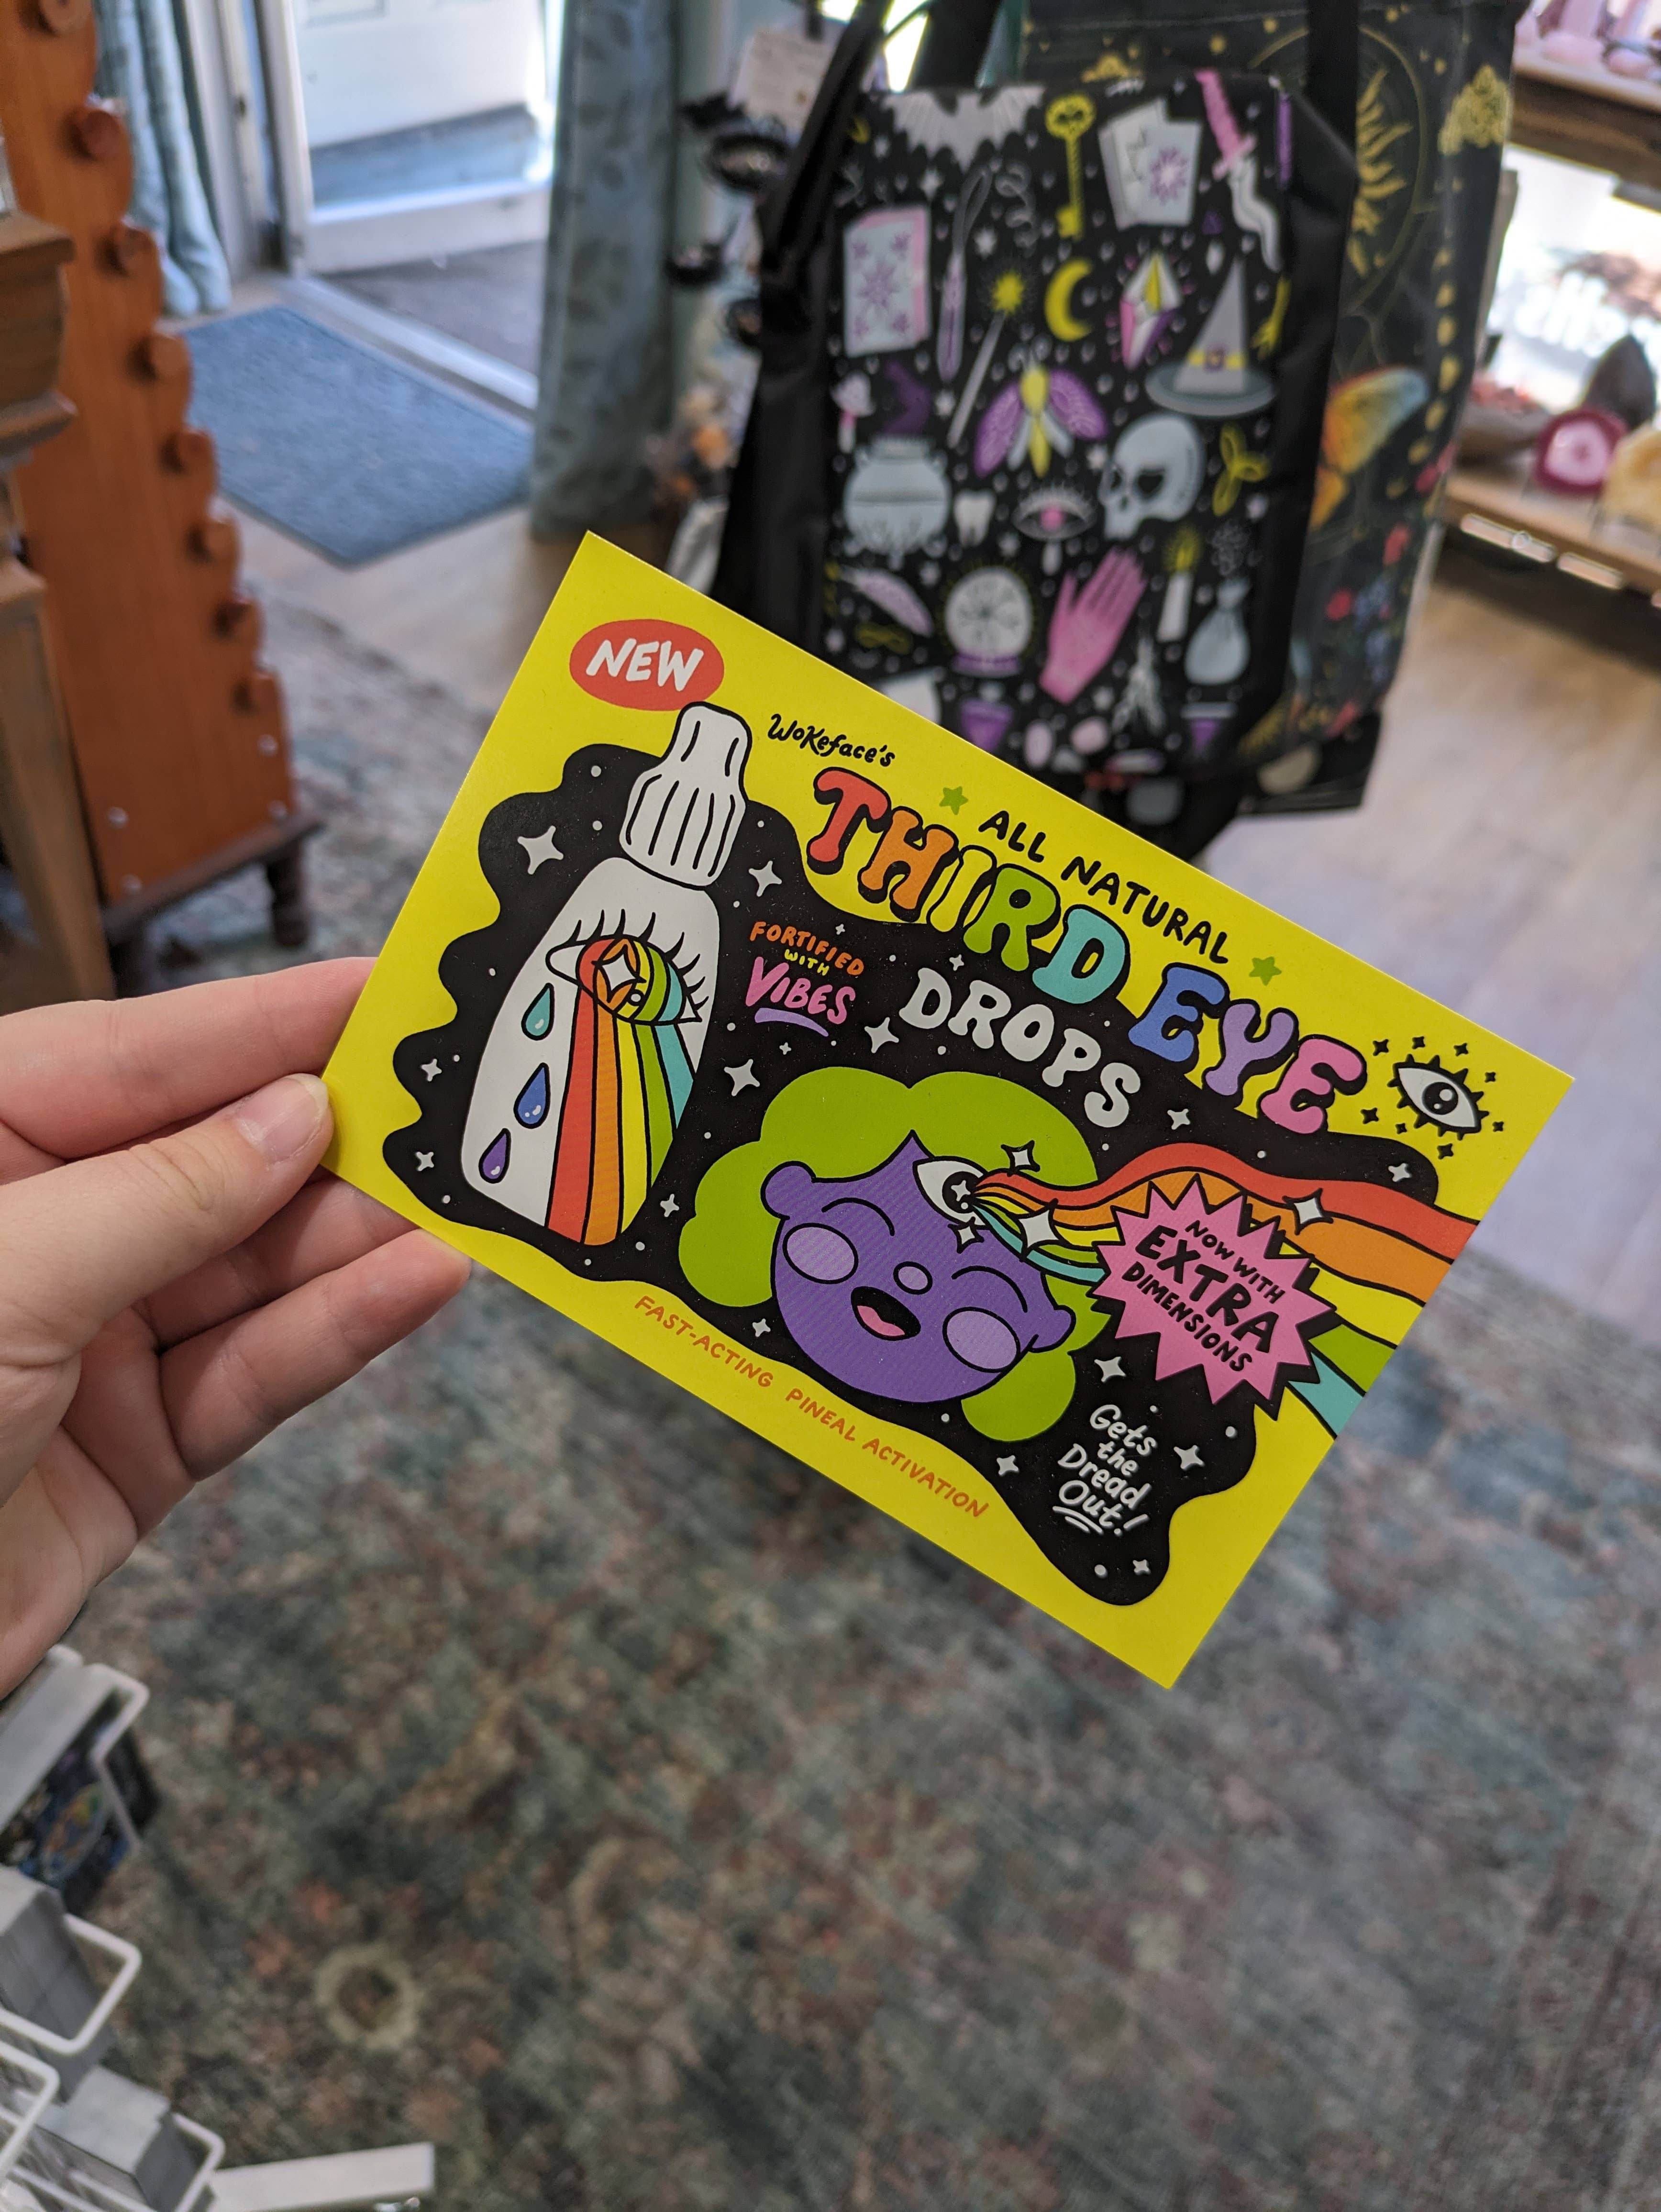 NEW
WoKeface's
ALL NATURAL
THIRD EYE
DROPS
FORTIFIED
WITH
VIBES
NOW WITH
EXTRA
DIMENSIONS
Gets
the
Dread
Out!
FAST-ACTING PINEAL ACTIVATION